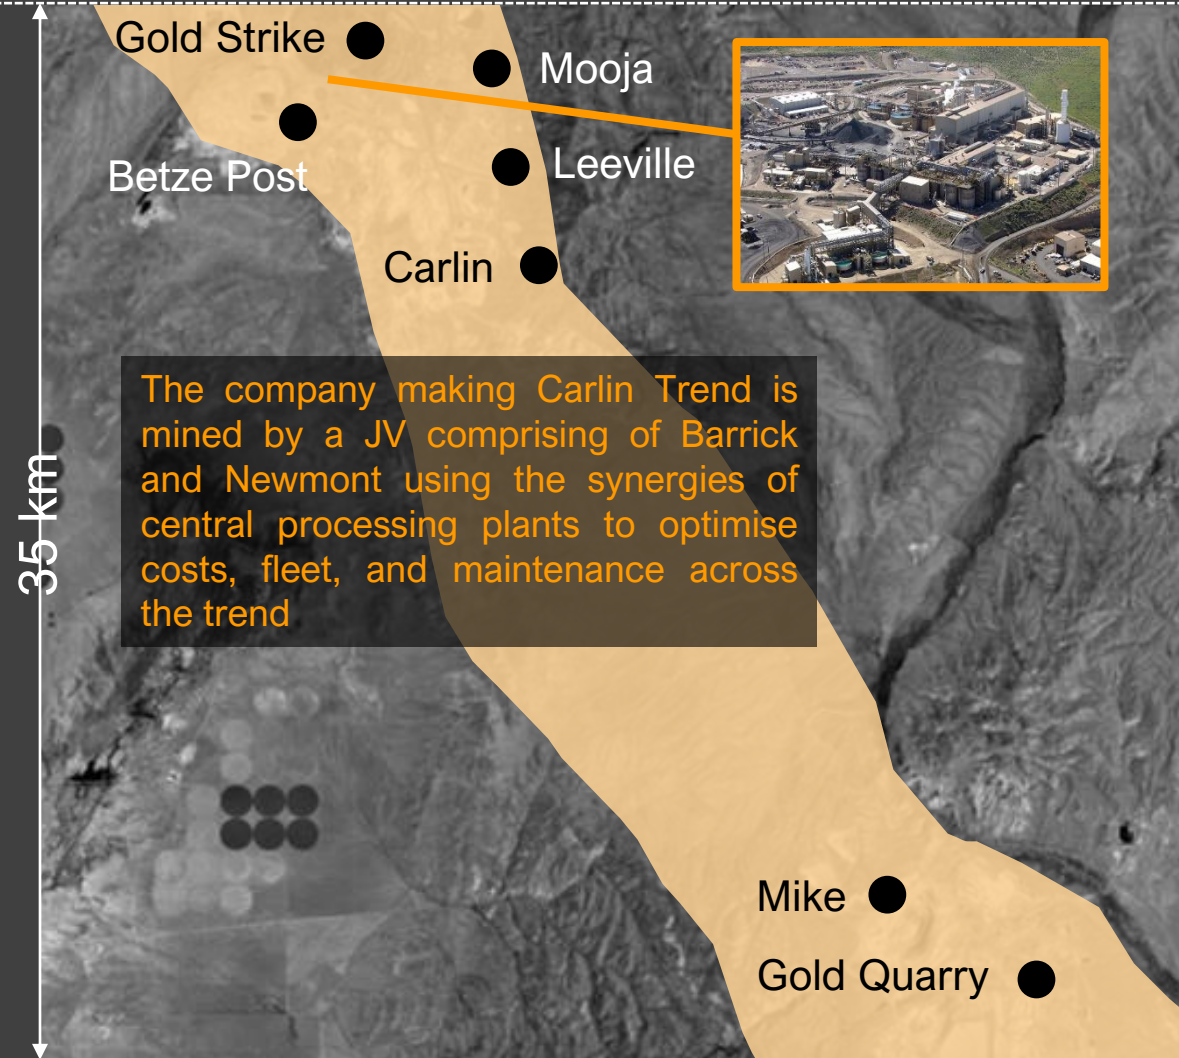 Gold Strike
Mooja
Betze Post
Leeville
Carlin
The company making Carlin Trend is
mined by a JV comprising of Barrick
and Newmont using the synergies of
central processing plants to optimise
costs, fleet, and maintenance across
the trend
35 km
Mike
Gold Quarry